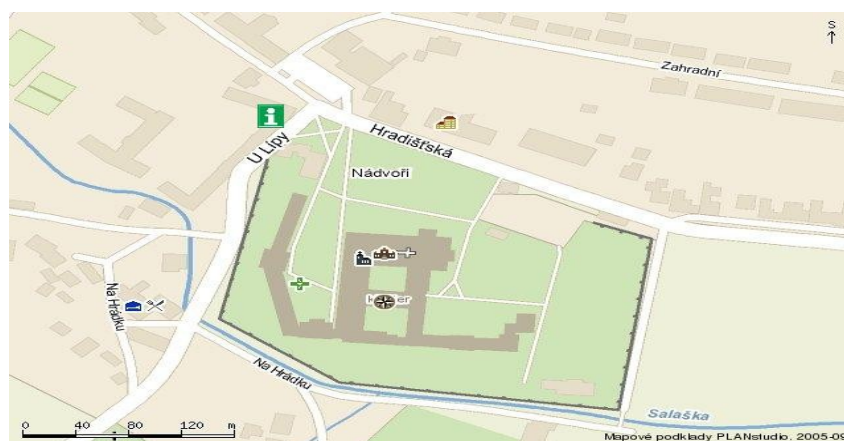 S
Zahradní
i
U Lípy
Hradišťská
Nádvoří
Na Hrádku
Na Hrádku
Salaška
0 40 80 120 m
Mapové podklady PLANstudio, 2005-09